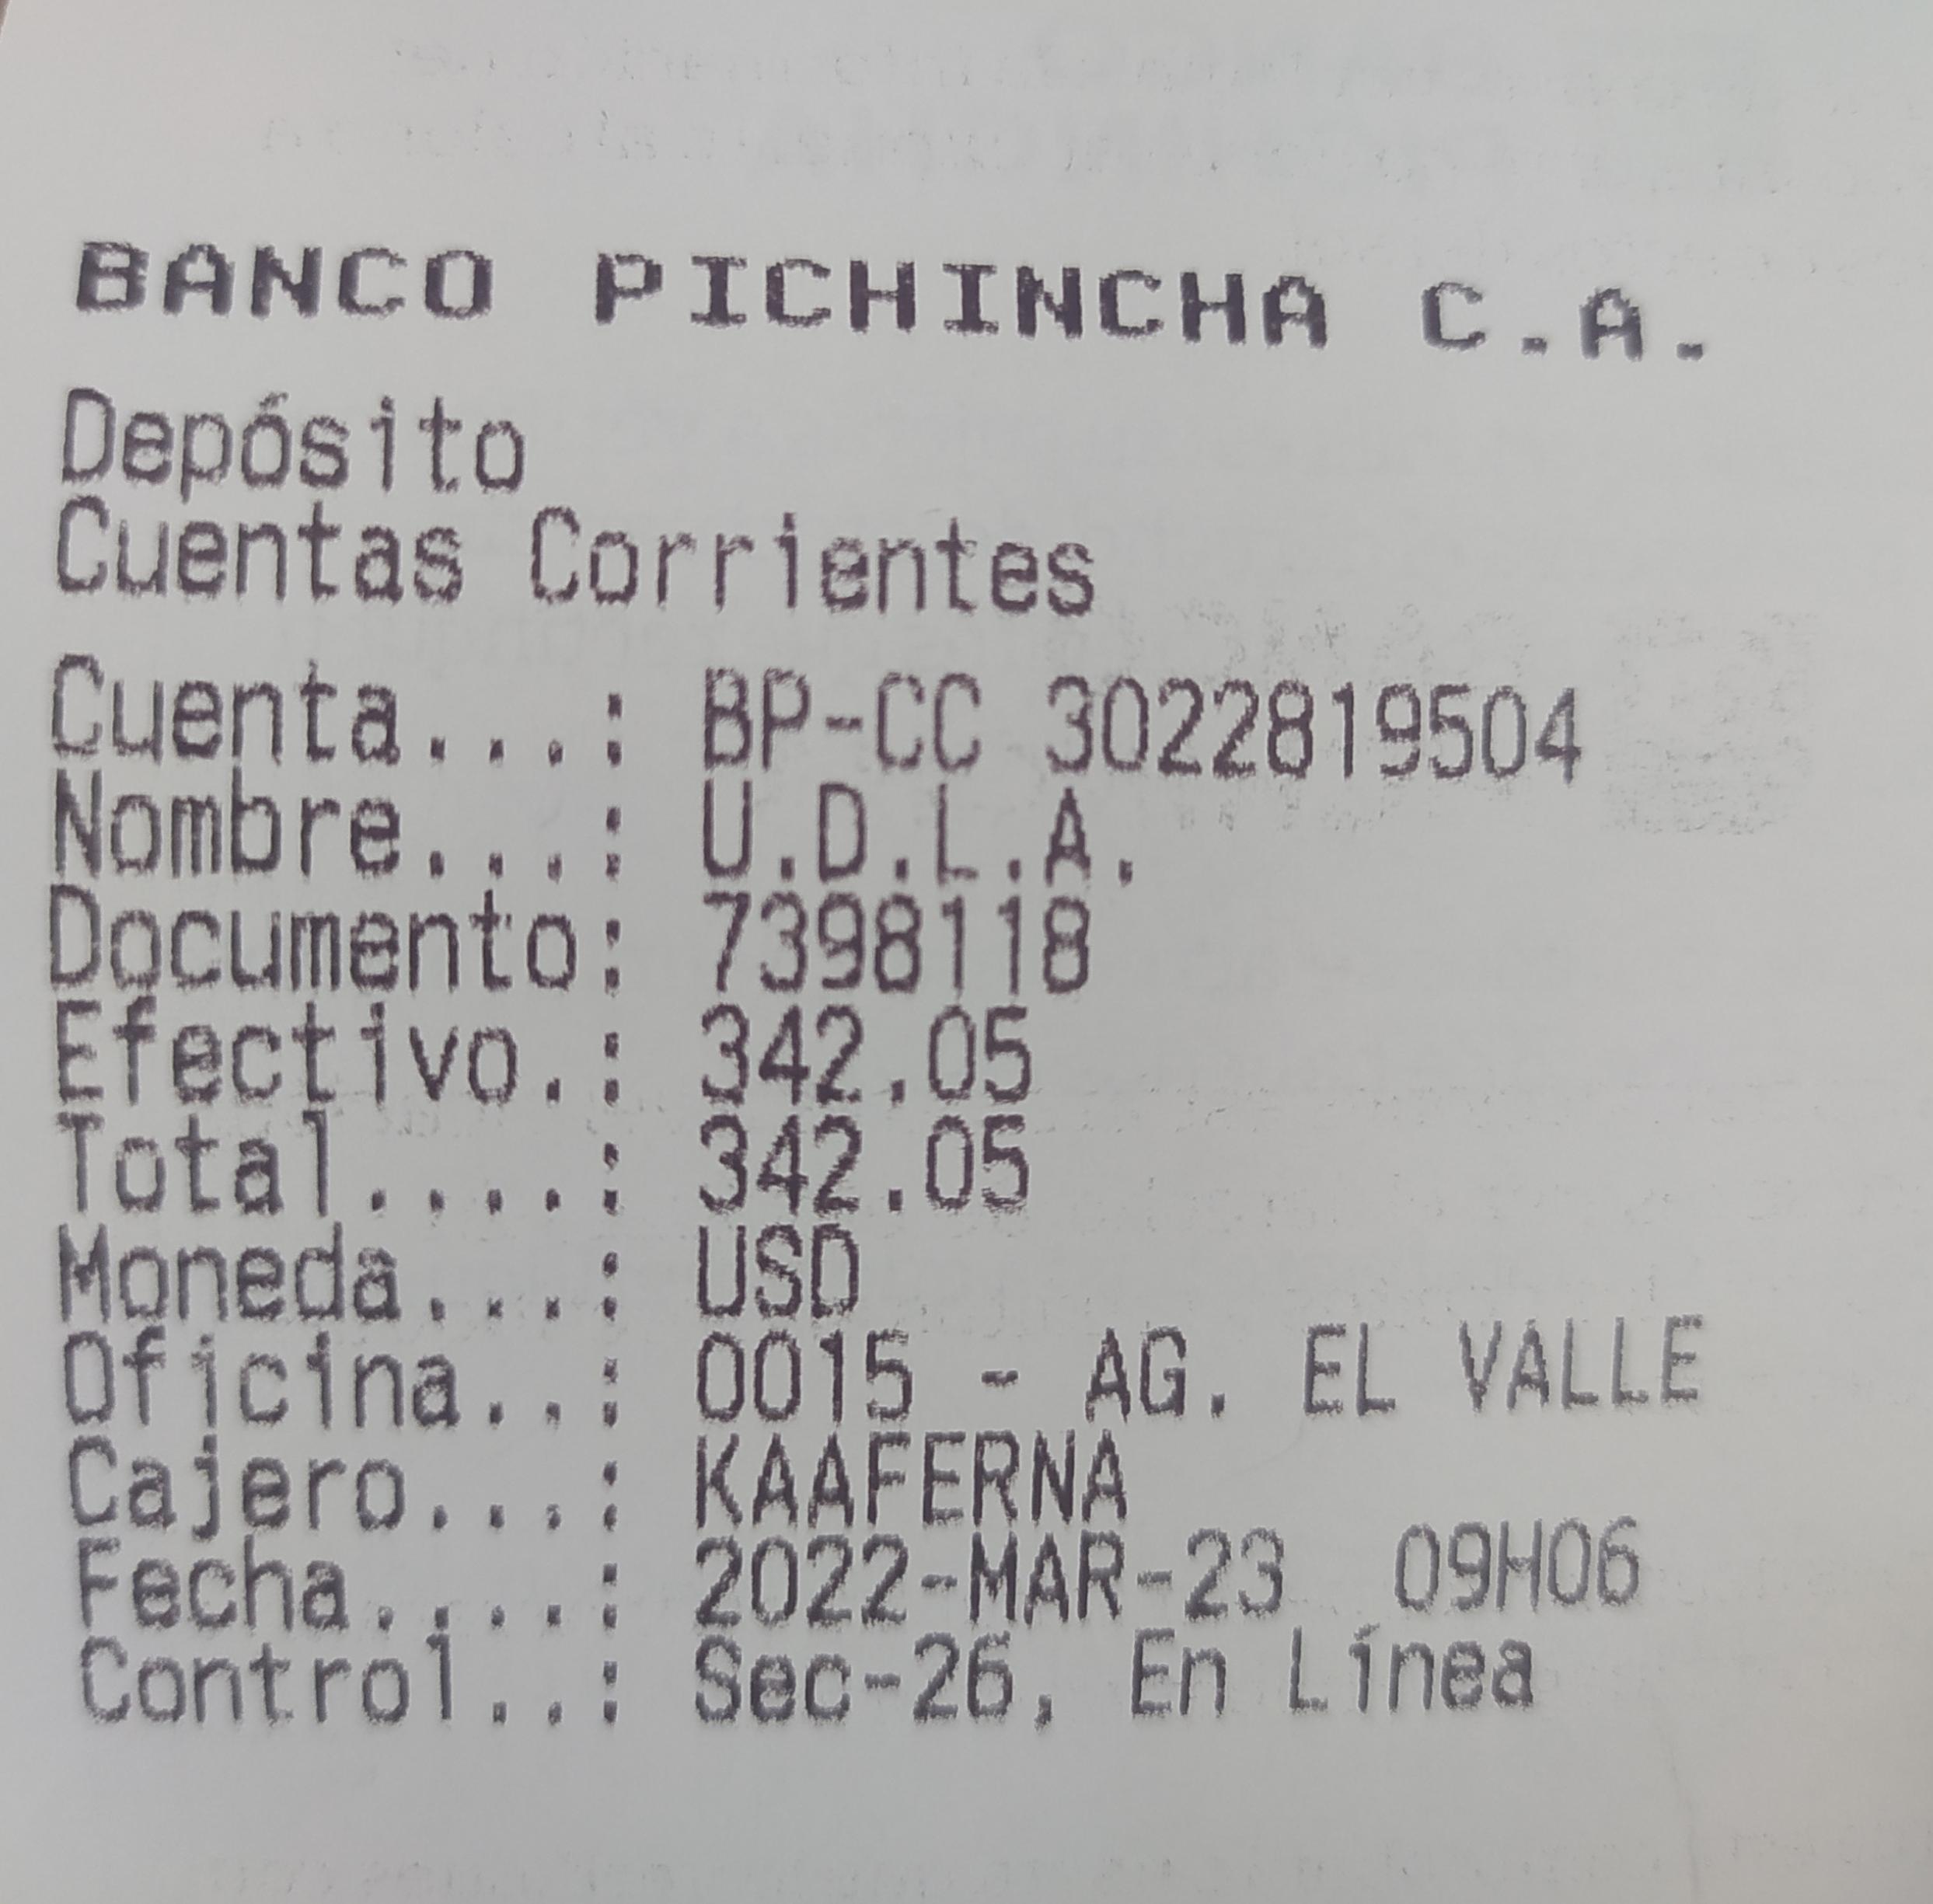 BANCO PICHINCHA C.A.
Depósito
Cuentas Corrientes
Cuenta...: BP-CC 3022819504
Nombre...: U.D.L.A.
Documento: 7398118
Efectivo.: 342.05
Total....: 342.05
Moneda...: USD
Oficina..: 0015 - AG. EL VALLE
Cajero...: KAAFERNA
Fecha....: 2022-MAR-23  09H06
Control..: Sec-26, En Línea